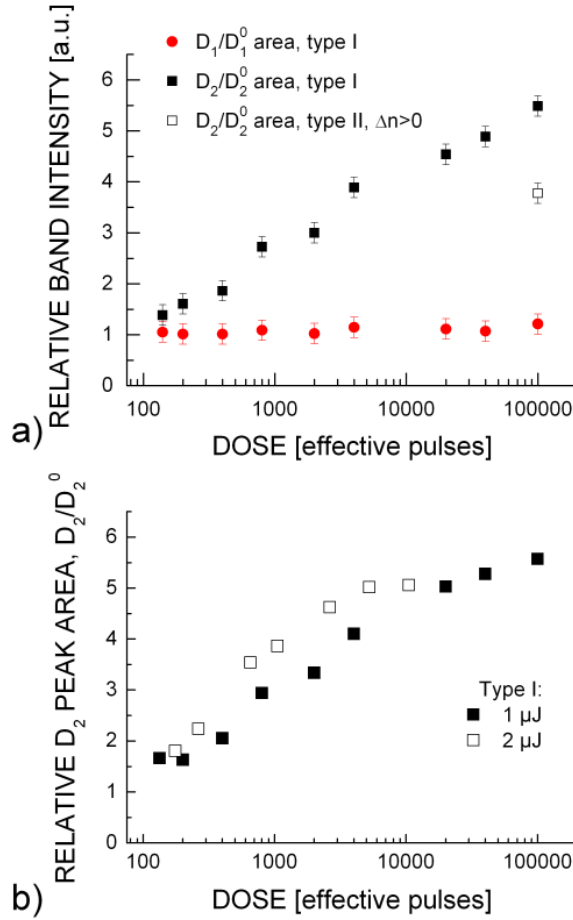 RELATIVE BAND INTENSITY [a.u.]
D₁/D₁⁰ area, type I
D₂/D₂⁰ area, type I
D₂/D₂⁰ area, type II, Δn>0
6
5
4
3
2
1
0
100 1000 10000 100000
DOSE [effective pulses]
a)
RELATIVE D₂ PEAK AREA, D₂/D₂⁰
6
5
4
3
2
1
0
Type I:
1 μJ
2 μJ
100 1000 10000 100000
DOSE [effective pulses]
b)